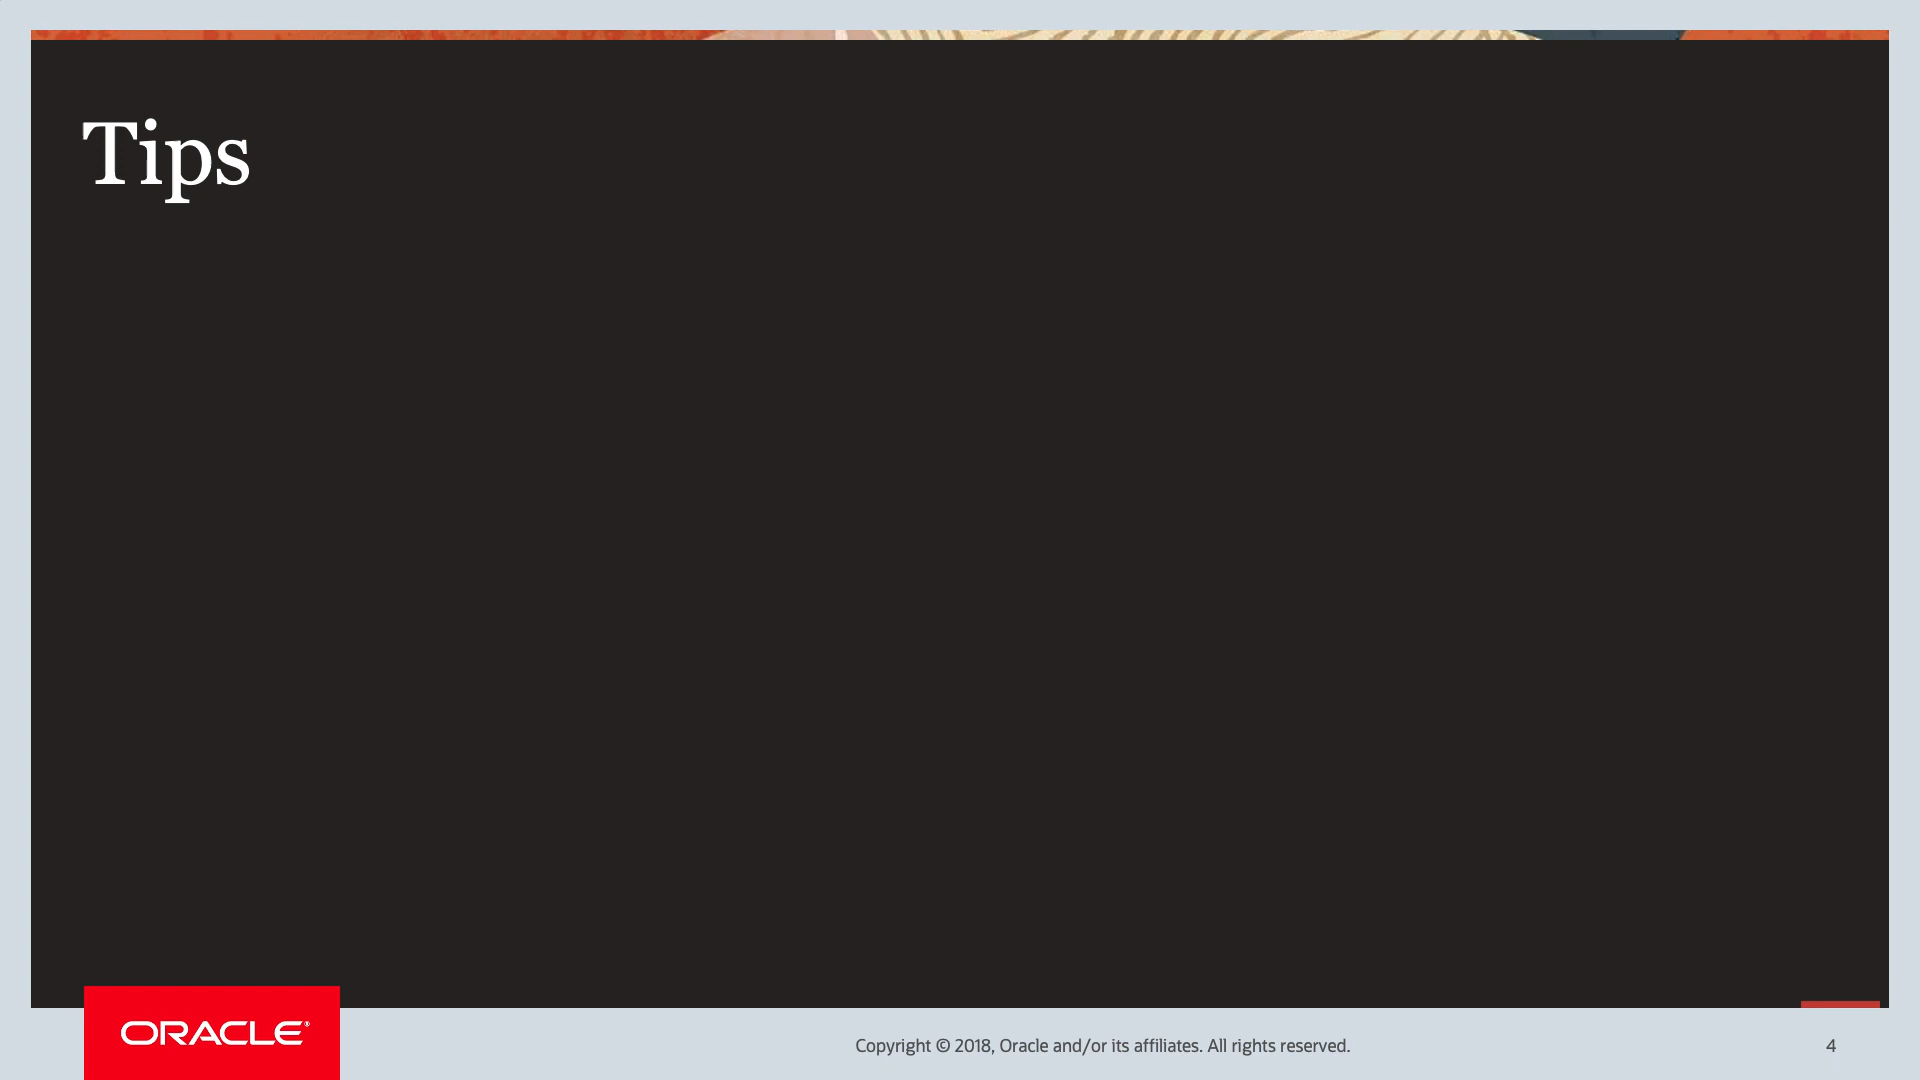 Tips
ORACLE®
Copyright © 2018, Oracle and/or its affiliates. All rights reserved.
4